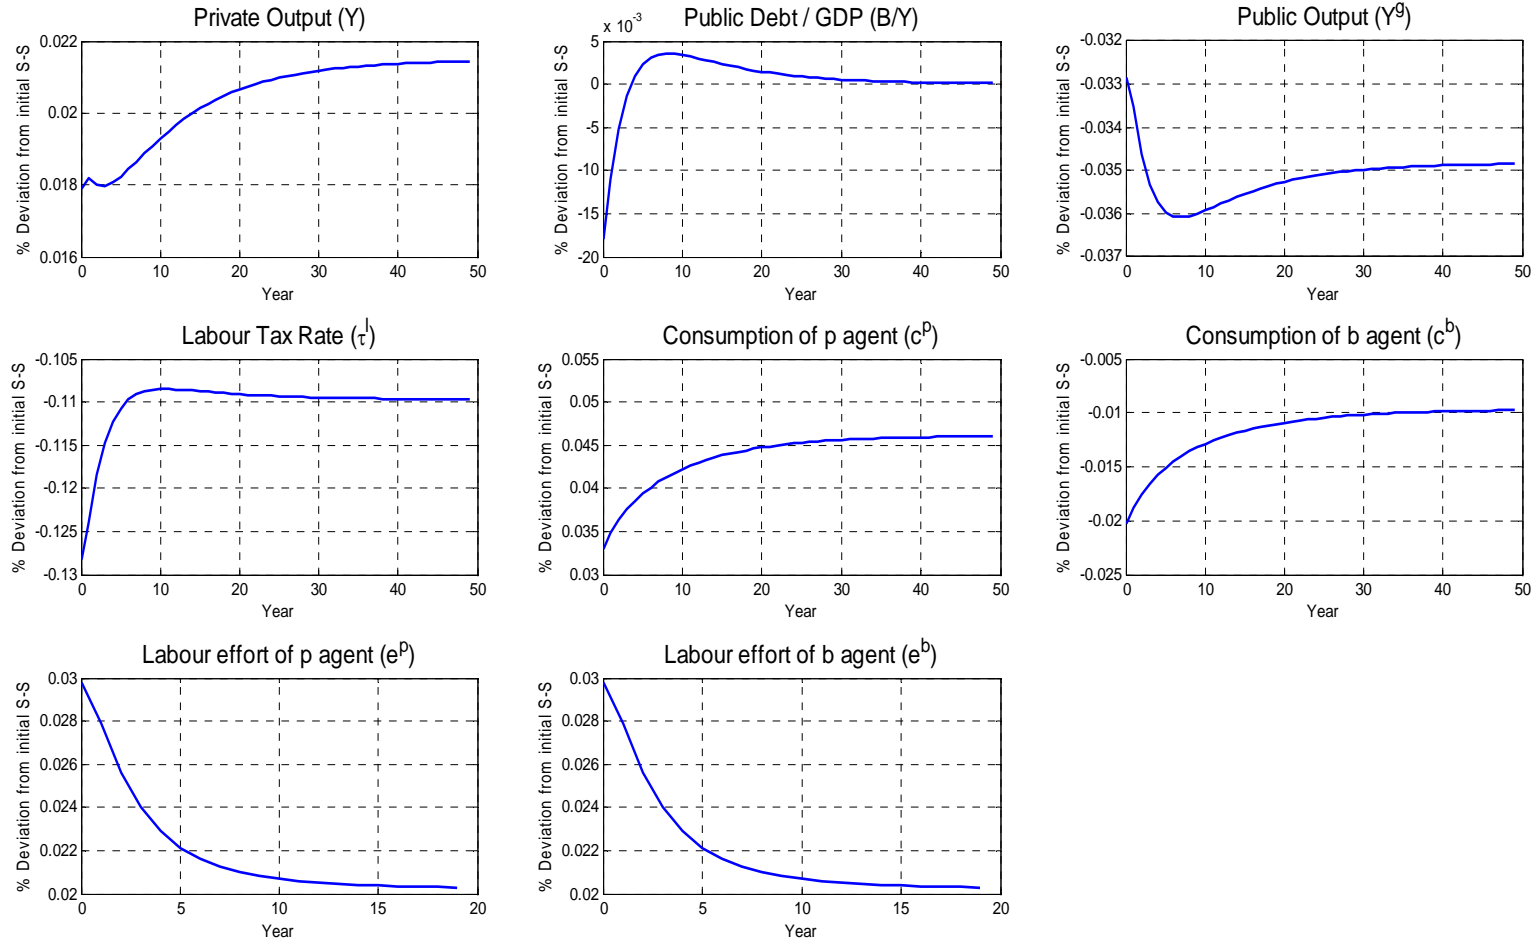 Private Output (Y)
% Deviation from initial S-S
0.022
0.02
0.018
0.016
0 10 20 30 40 50
Year
Public Debt / GDP (B/Y)
x 10^-3
% Deviation from initial S-S
5
0
-5
-10
-15
-20
0 10 20 30 40 50
Year
Public Output (Y^g)
% Deviation from initial S-S
-0.032
-0.033
-0.034
-0.035
-0.036
-0.037
0 10 20 30 40 50
Year
Labour Tax Rate (τ^l)
% Deviation from initial S-S
-0.105
-0.11
-0.115
-0.12
-0.125
-0.13
0 10 20 30 40 50
Year
Consumption of p agent (c^p)
% Deviation from initial S-S
0.055
0.05
0.045
0.04
0.035
0.03
0 10 20 30 40 50
Year
Consumption of b agent (c^b)
% Deviation from initial S-S
-0.005
-0.01
-0.015
-0.02
-0.025
0 10 20 30 40 50
Year
Labour effort of p agent (e^p)
% Deviation from initial S-S
0.03
0.028
0.026
0.024
0.022
0.02
0 5 10 15 20
Year
Labour effort of b agent (e^b)
% Deviation from initial S-S
0.03
0.028
0.026
0.024
0.022
0.02
0 5 10 15 20
Year